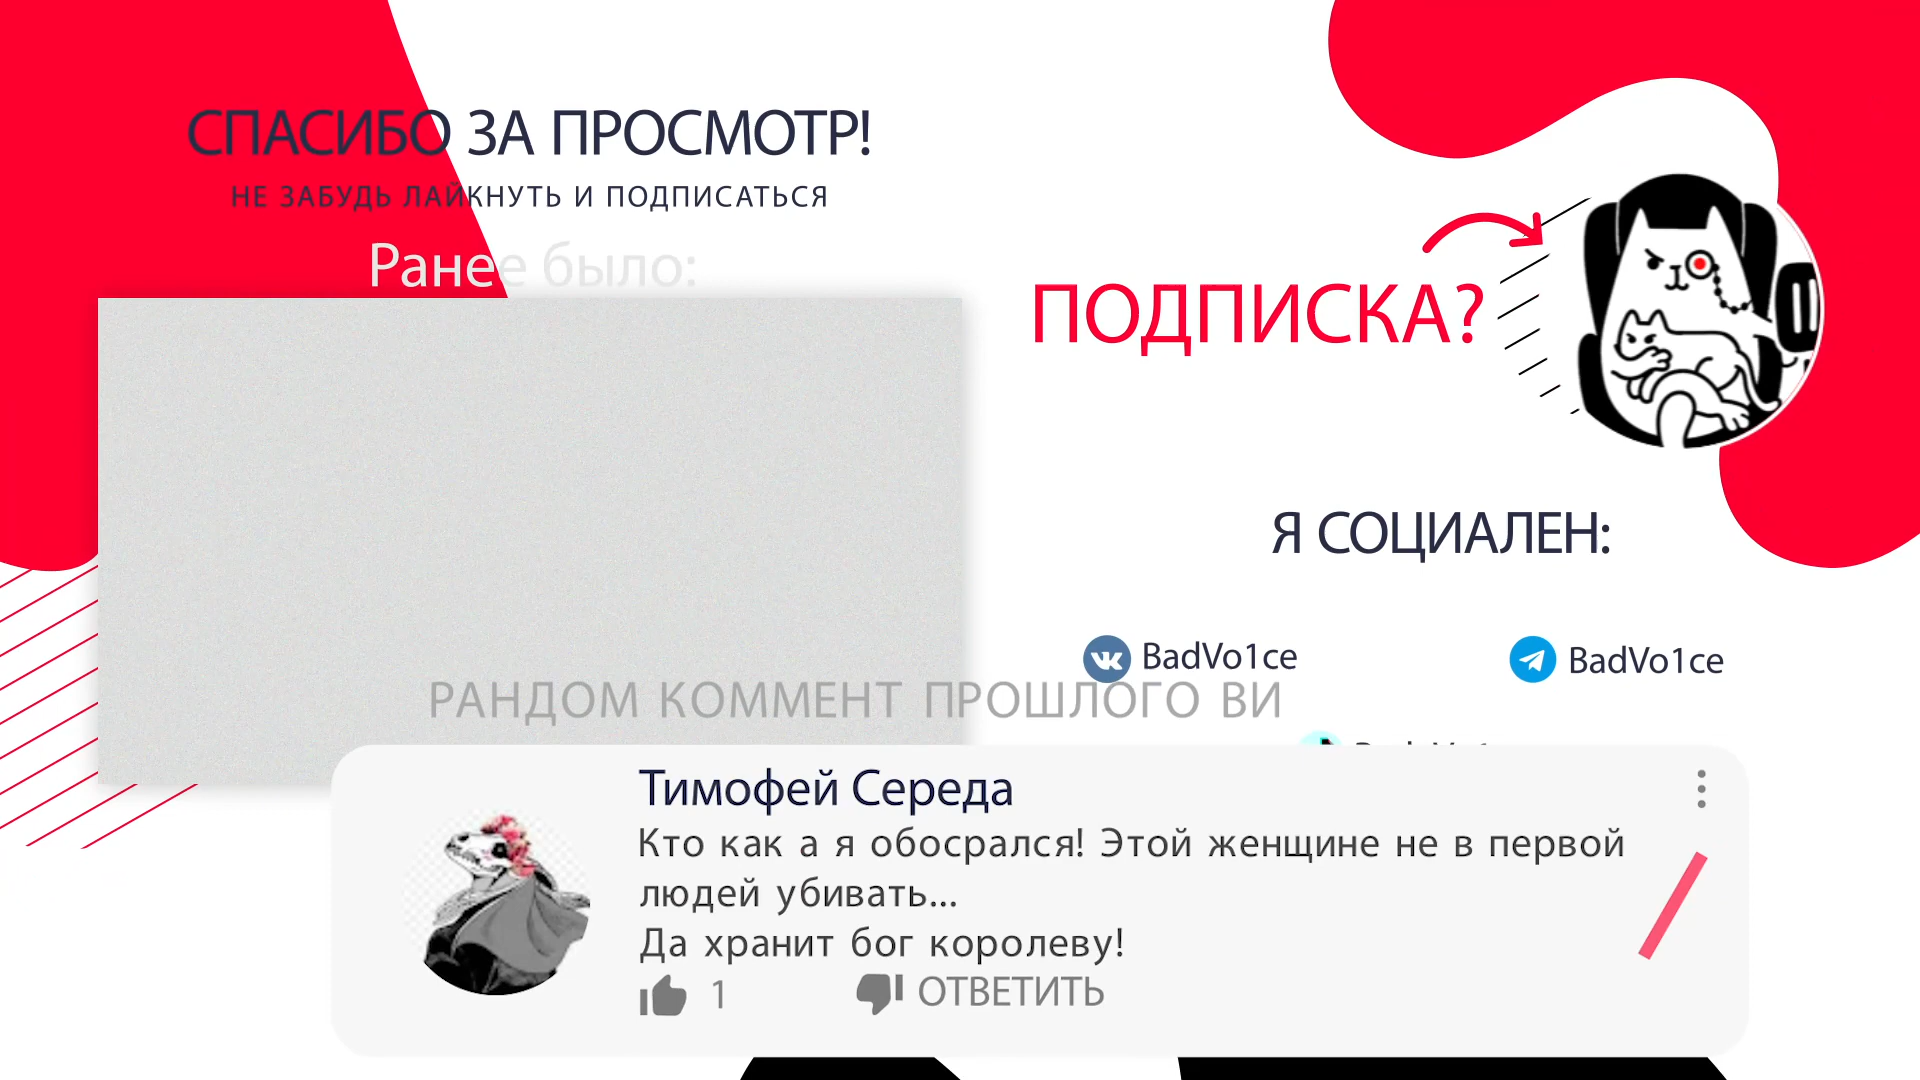 СПАСИБО ЗА ПРОСМОТР!
НЕ ЗАБУДЬ ЛАЙКНУТЬ И ПОДПИСАТЬСЯ
Ранее было:
ПОДПИСКА?
Я СОЦИАЛЕН:
BadVo1ce
BadVo1ce
РАНДОМ КОММЕНТ ПРОШЛОГО ВИ
Тимофей Середа
Кто как а я обосрался! Этой женщине не в первой
людей убивать...
Да хранит бог королеву!
1
ОТВЕТИТЬ